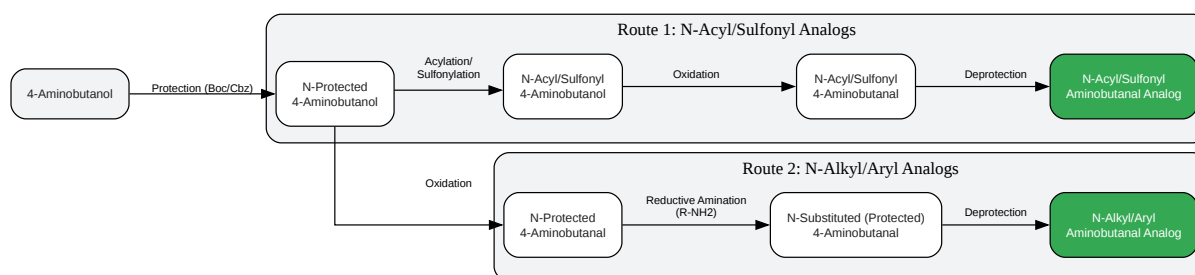 Route 1: N-Acyl/Sulfonyl Analogs
4-Aminobutanol
Protection (Boc/Cbz)
N-Protected
4-Aminobutanol
Acylation/
Sulfonylation
N-Acyl/Sulfonyl
4-Aminobutanol
Oxidation
N-Acyl/Sulfonyl
4-Aminobutanal
Deprotection
N-Acyl/Sulfonyl
Aminobutanal Analog
Route 2: N-Alkyl/Aryl Analogs
Oxidation
N-Protected
4-Aminobutanal
Reductive Amination
(R-NH2)
N-Substituted (Protected)
4-Aminobutanal
Deprotection
N-Alkyl/Aryl
Aminobutanal Analog